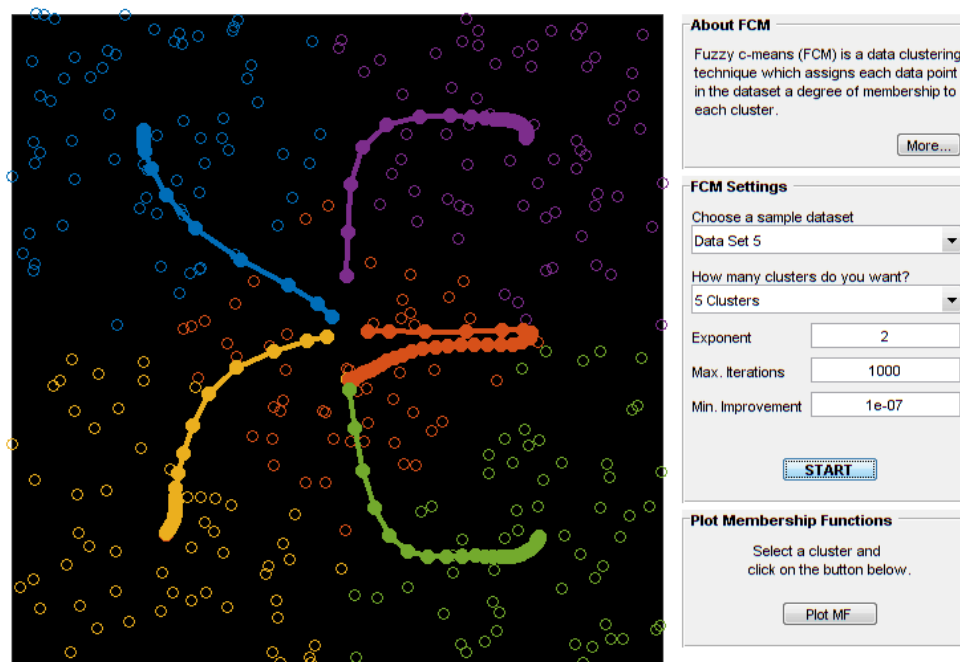 About FCM
Fuzzy c-means (FCM) is a data clustering
technique which assigns each data point
in the dataset a degree of membership to
each cluster.
More...
FCM Settings
Choose a sample dataset
Data Set 5
How many clusters do you want?
5 Clusters
Exponent 2
Max. Iterations 1000
Min. Improvement 1e-07
START
Plot Membership Functions
Select a cluster and
click on the button below.
Plot MF